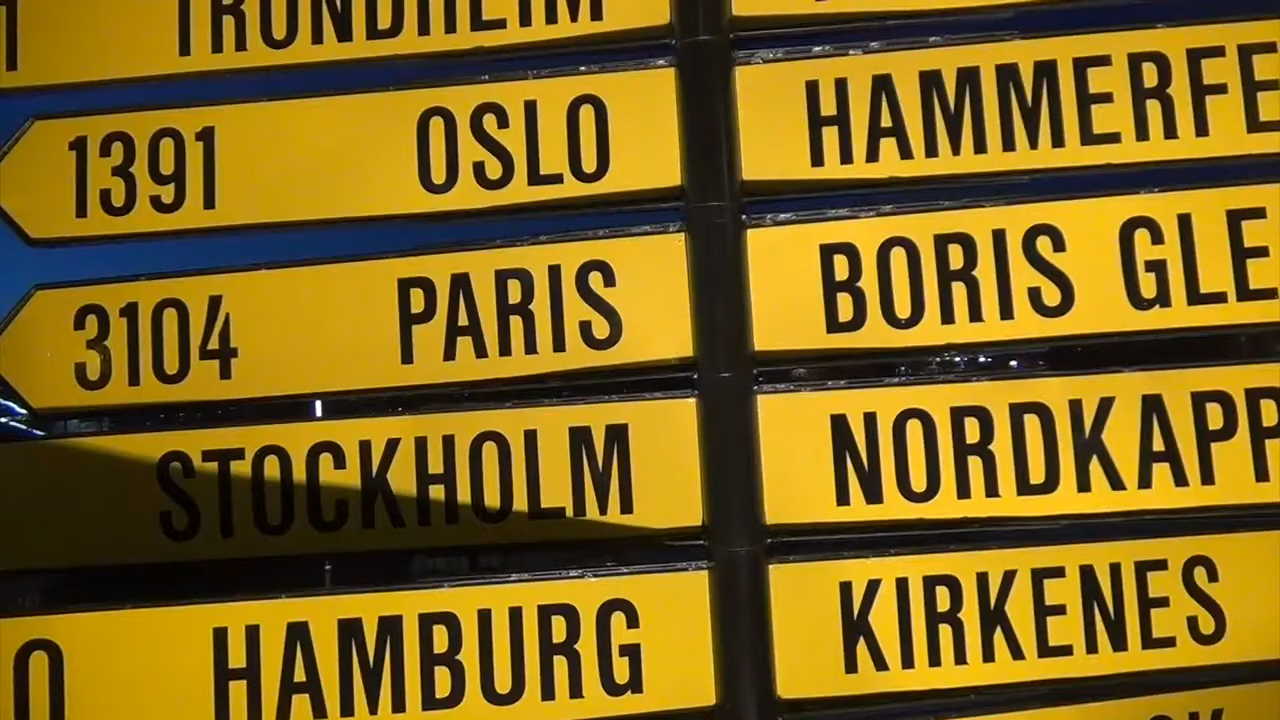 TRONDHEIM
1391 OSLO
3104 PARIS
STOCKHOLM
HAMBURG
HAMMERFE
BORIS GLE
NORDKAPP
KIRKENES